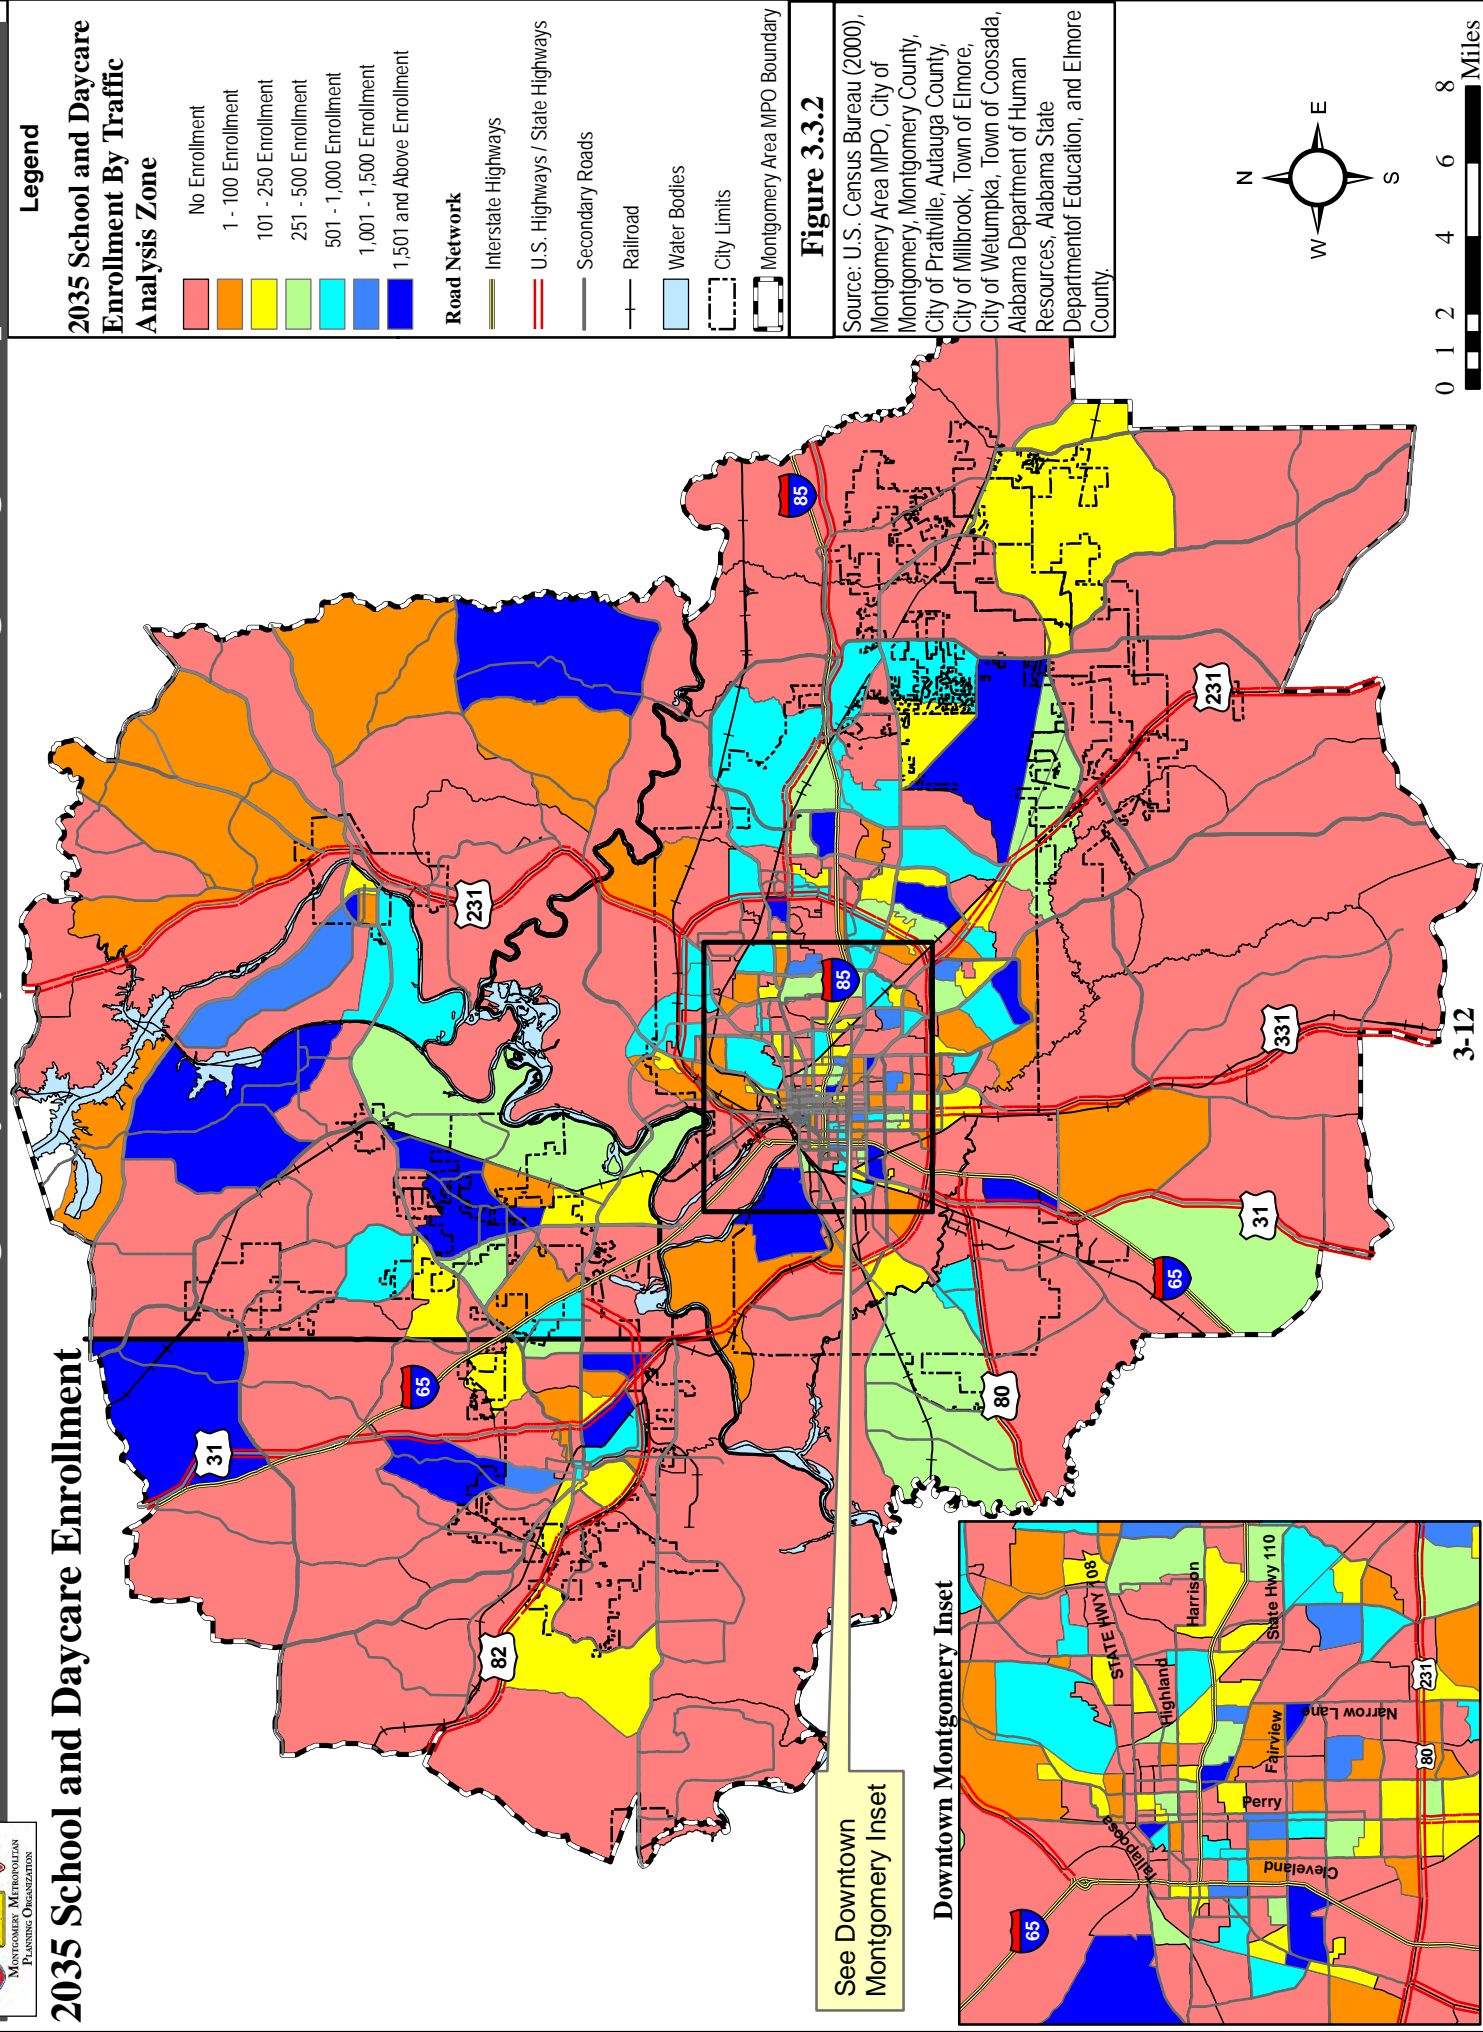 MONTGOMERY METROPOLITAN
PLANNING ORGANIZATION
2035 School and Daycare Enrollment
Legend
2035 School and Daycare
Enrollment By Traffic
Analysis Zone
No Enrollment
1 - 100 Enrollment
101 - 250 Enrollment
251 - 500 Enrollment
501 - 1,000 Enrollment
1,001 - 1,500 Enrollment
1,501 and Above Enrollment
Road Network
Interstate Highways
U.S. Highways / State Highways
Secondary Roads
Railroad
Water Bodies
City Limits
Montgomery Area MPO Boundary
Figure 3.3.2
Source: U.S. Census Bureau (2000),
Montgomery Area MPO, City of
Montgomery, Montgomery County,
City of Prattville, Autauga County,
City of Millbrook, Town of Elmore,
City of Wetumpka, Town of Coosada,
Alabama Department of Human
Resources, Alabama State
Departmentof Education, and Elmore
County.
N
W
E
S
0 1 2 4 6 8
Miles
31
65
82
231
85
85
80
65
31
331
231
See Downtown
Montgomery Inset
Downtown Montgomery Inset
65
STATE HWY 108
Tallapoosa
Highland
Harrison
State Hwy 110
Fairview
Perry
Cleveland
Narrow Lane
80
231
3-12